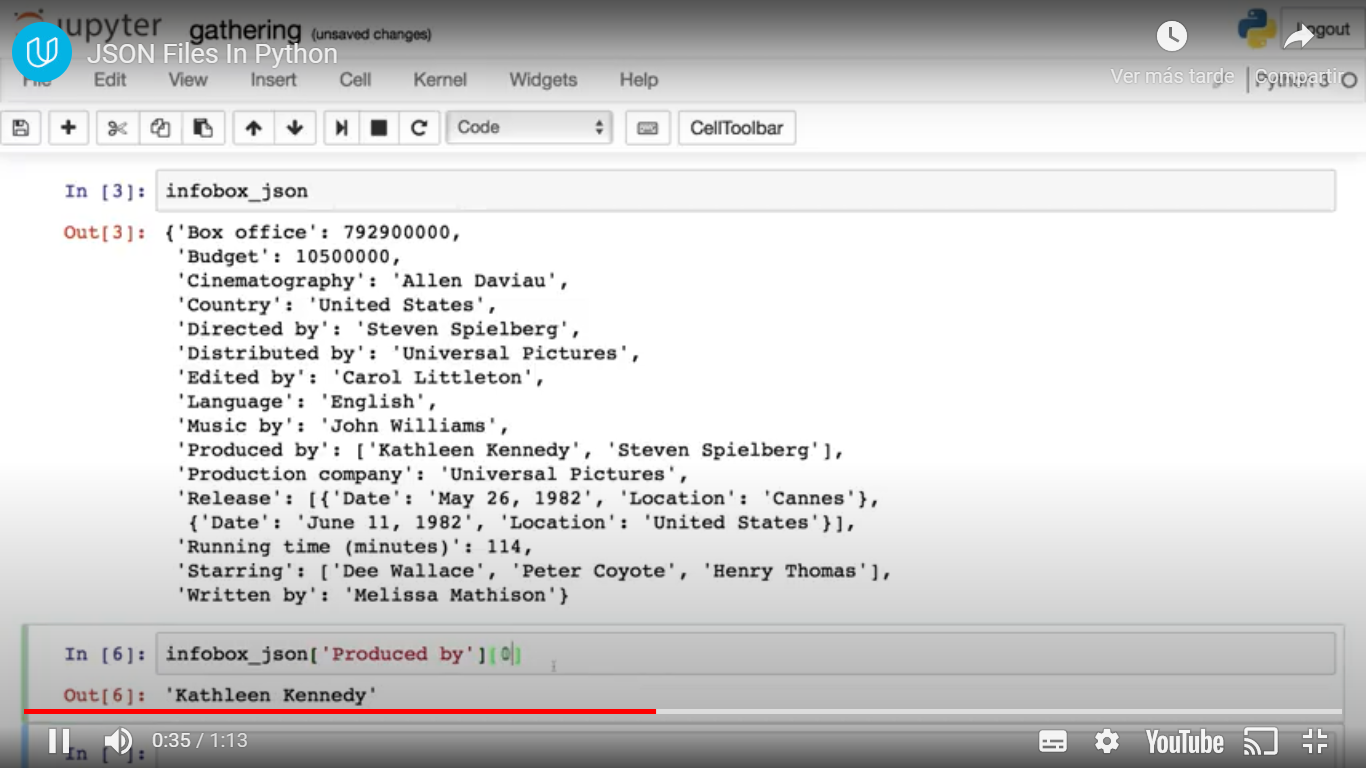 jupyter gathering (unsaved changes) Logout
JSON Files In Python
Ver más tarde Compartir
File Edit View Insert Cell Kernel Widgets Help Python 3
Code CellToolbar
In [3]: infobox_json
Out[3]: {'Box office': 792900000,
'Budget': 10500000,
'Cinematography': 'Allen Daviau',
'Country': 'United States',
'Directed by': 'Steven Spielberg',
'Distributed by': 'Universal Pictures',
'Edited by': 'Carol Littleton',
'Language': 'English',
'Music by': 'John Williams',
'Produced by': ['Kathleen Kennedy', 'Steven Spielberg'],
'Production company': 'Universal Pictures',
'Release': [{'Date': 'May 26, 1982', 'Location': 'Cannes'},
{'Date': 'June 11, 1982', 'Location': 'United States'}],
'Running time (minutes)': 114,
'Starring': ['Dee Wallace', 'Peter Coyote', 'Henry Thomas'],
'Written by': 'Melissa Mathison'}
In [6]: infobox_json['Produced by'][0]
Out[6]: 'Kathleen Kennedy'
In [ ]:
0:35 / 1:13
YouTube